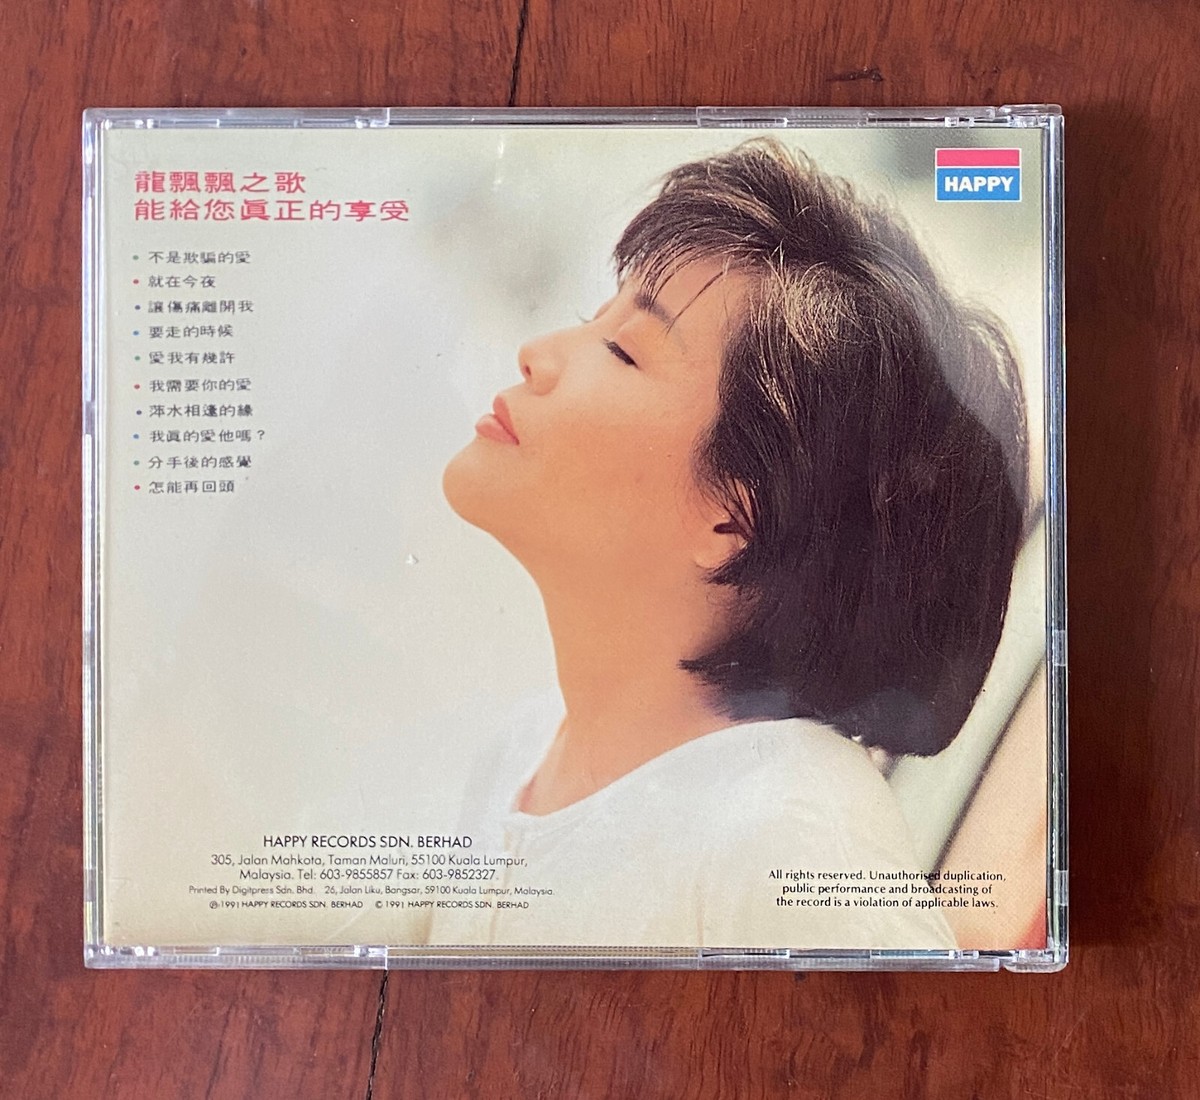 龍飄飄之歌
能給您眞正的享受
HAPPY
• 不是欺騙的愛
• 就在今夜
• 讓傷痛離開我
• 要走的時候
• 愛我有幾許
• 我需要你的愛
• 萍水相逢的緣
• 我眞的愛他嗎？
• 分手後的感覺
• 怎能再回頭
HAPPY RECORDS SDN. BERHAD
305, Jalan Mahkota, Taman Maluri, 55100 Kuala Lumpur,
Malaysia. Tel: 603-9855857 Fax: 603-9852327.
Printed By Digitpress Sdn. Bhd. 26, Jalan Liku, Bangsar, 59100 Kuala Lumpur, Malaysia.
℗ 1991 HAPPY RECORDS SDN. BERHAD © 1991 HAPPY RECORDS SDN. BERHAD
All rights reserved. Unauthorised duplication,
public performance and broadcasting of
the record is a violation of applicable laws.